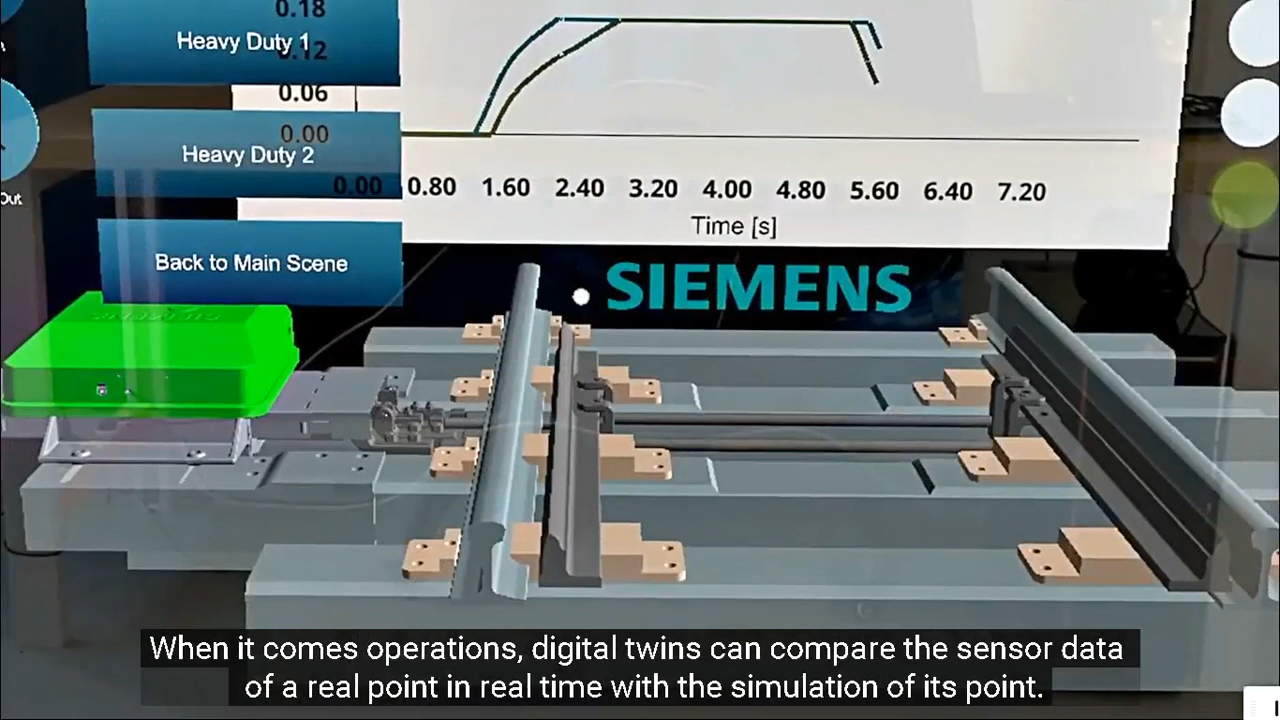 0.18
Heavy Duty 1
0.12
0.06
0.00
Heavy Duty 2
0.00 0.80 1.60 2.40 3.20 4.00 4.80 5.60 6.40 7.20
Time [s]
Back to Main Scene
Out
SIEMENS
SIEMENS
When it comes operations, digital twins can compare the sensor data
of a real point in real time with the simulation of its point.